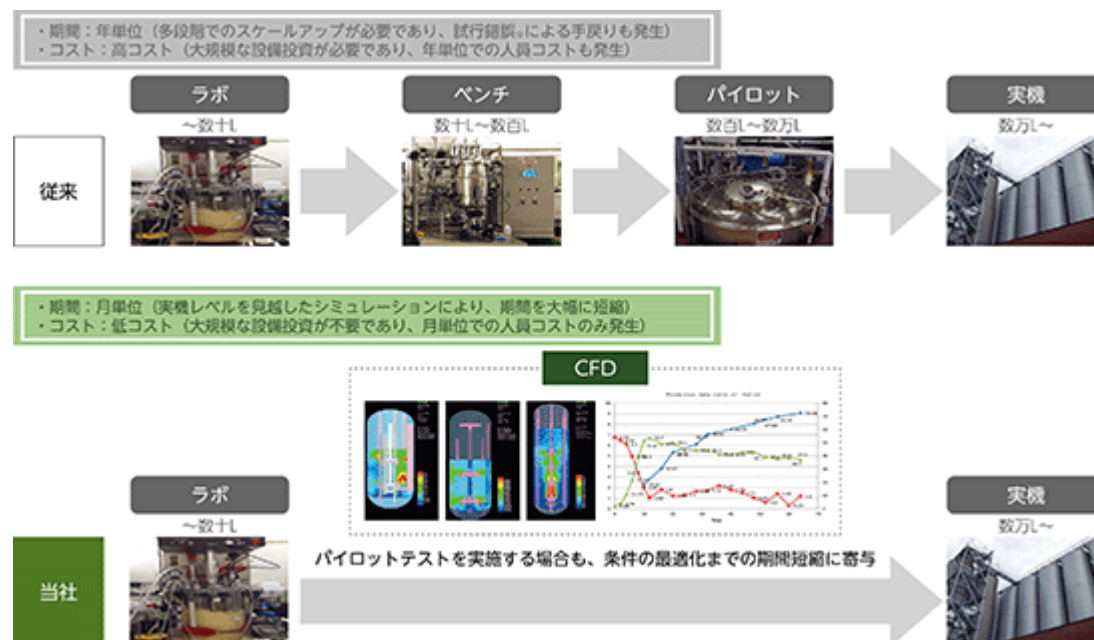 ・期間：年単位（多段階でのスケールアップが必要であり、試行錯誤。による手戻りも発生）
・コスト：高コスト（大規模な設備投資が必要であり、年単位での人員コストも発生）
ラボ
ベンチ
パイロット
実機
～数十L
数十L～数百L
数百L～数万L
数万L～
従来
・期間：月単位（実機レベルを見越したシミュレーションにより、期間を大幅に短縮）
・コスト：低コスト（大規模な設備投資が不要であり、月単位での人員コストのみ発生）
CFD
ラボ
実機
～数十L
数万L～
パイロットテストを実施する場合も、条件の最適化までの期間短縮に寄与
当社